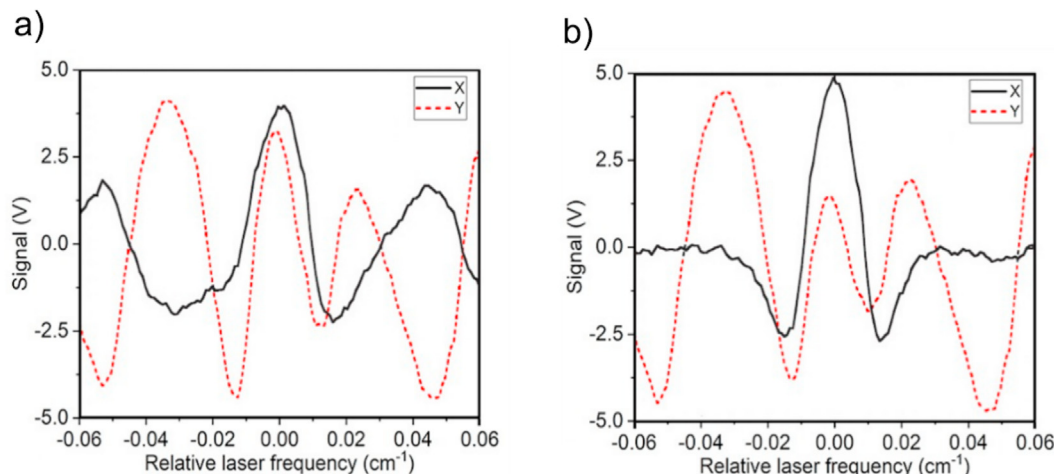 a)
5.0
2.5
0.0
-2.5
-5.0
Signal (V)
X
Y
-0.06 -0.04 -0.02 0.00 0.02 0.04 0.06
Relative laser frequency (cm⁻¹)
b)
5.0
2.5
0.0
-2.5
-5.0
Signal (V)
X
Y
-0.06 -0.04 -0.02 0.00 0.02 0.04 0.06
Relative laser frequency (cm⁻¹)